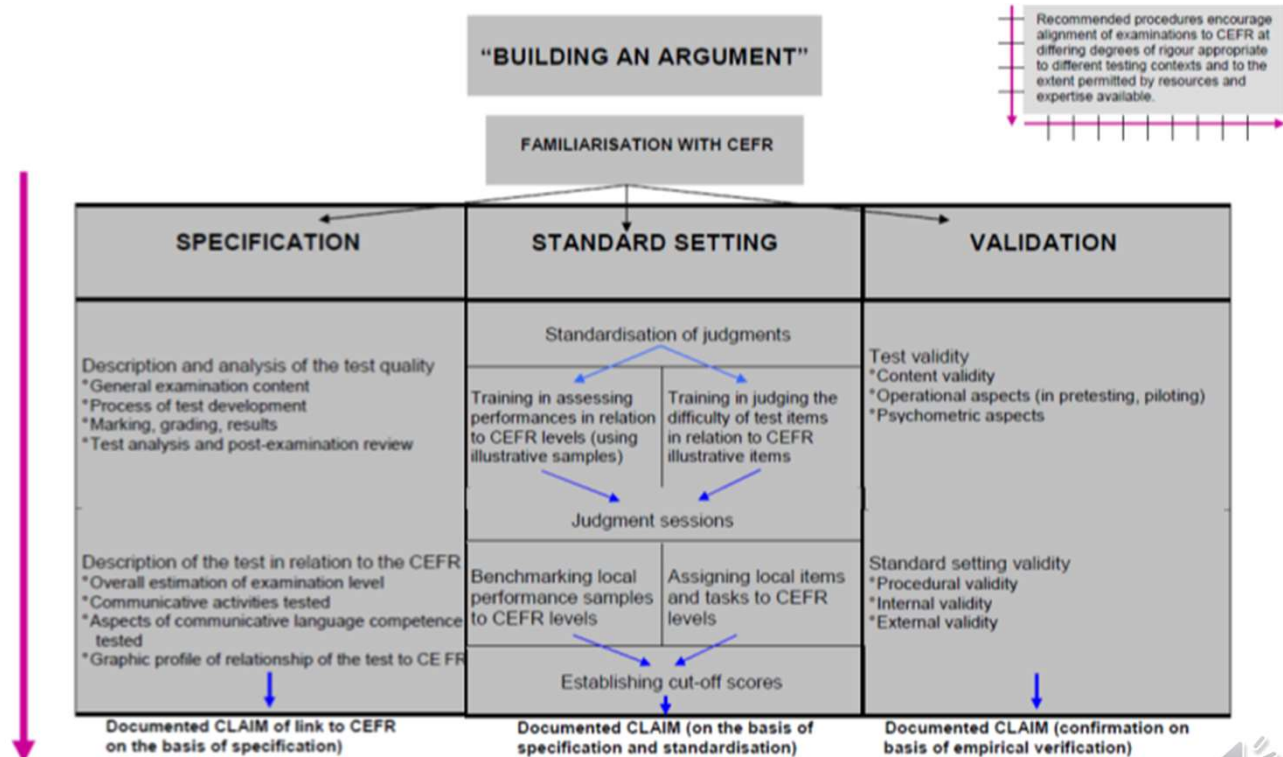 “BUILDING AN ARGUMENT”
Recommended procedures encourage
alignment of examinations to CEFR at
differing degrees of rigour appropriate
to different testing contexts and to the
extent permitted by resources and
expertise available.
FAMILIARISATION WITH CEFR
SPECIFICATION
STANDARD SETTING
VALIDATION
Description and analysis of the test quality
*General examination content
*Process of test development
*Marking, grading, results
*Test analysis and post-examination review
Description of the test in relation to the CEFR
*Overall estimation of examination level
*Communicative activities tested
*Aspects of communicative language competence
tested
*Graphic profile of relationship of the test to CE FR
Documented CLAIM of link to CEFR
on the basis of specification)
Standardisation of judgments
Training in assessing
performances in relation
to CEFR levels (using
illustrative samples)
Training in judging the
difficulty of test items
in relation to CEFR
illustrative items
Judgment sessions
Benchmarking local
performance samples
to CEFR levels
Assigning local items
and tasks to CEFR
levels
Establishing cut-off scores
Documented CLAIM (on the basis of
specification and standardisation)
Test validity
*Content validity
*Operational aspects (in pretesting, piloting)
*Psychometric aspects
Standard setting validity
*Procedural validity
*Internal validity
*External validity
Documented CLAIM (confirmation on
basis of empirical verification)